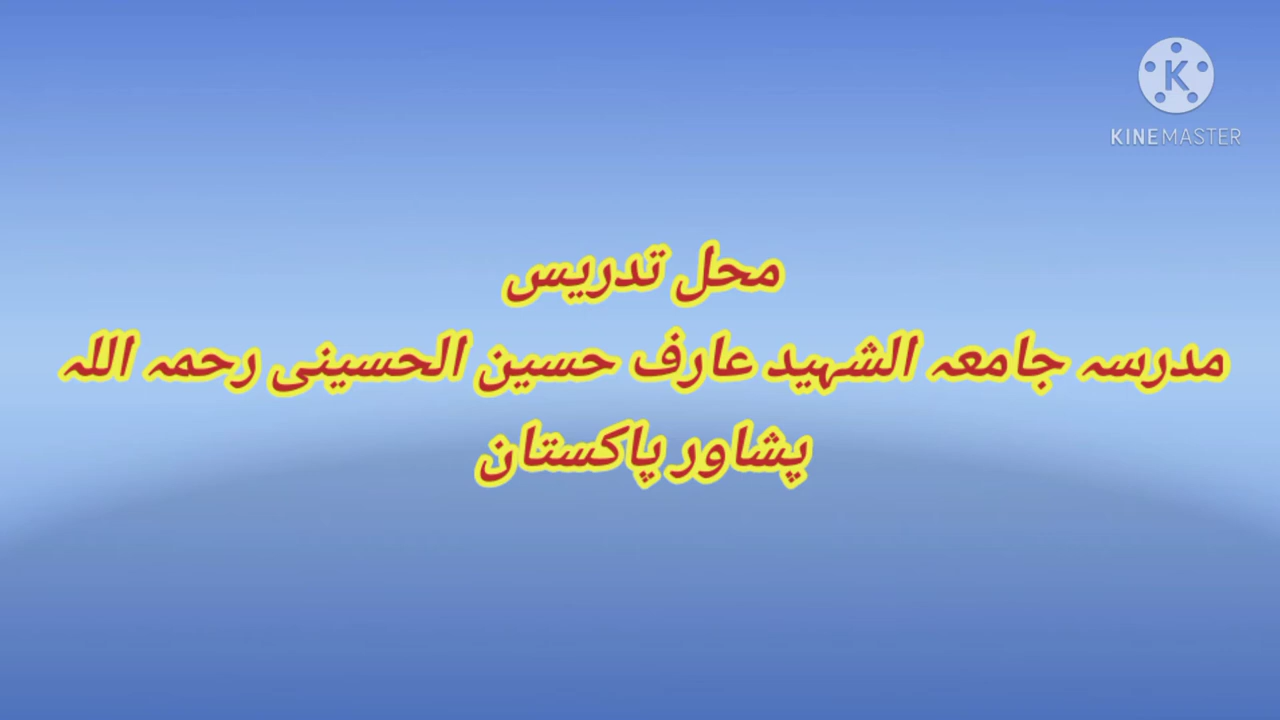 K
KINEMASTER
محل تدریس
مدرسہ جامعہ الشہید عارف حسین الحسینی رحمہ اللہ
پشاور پاکستان